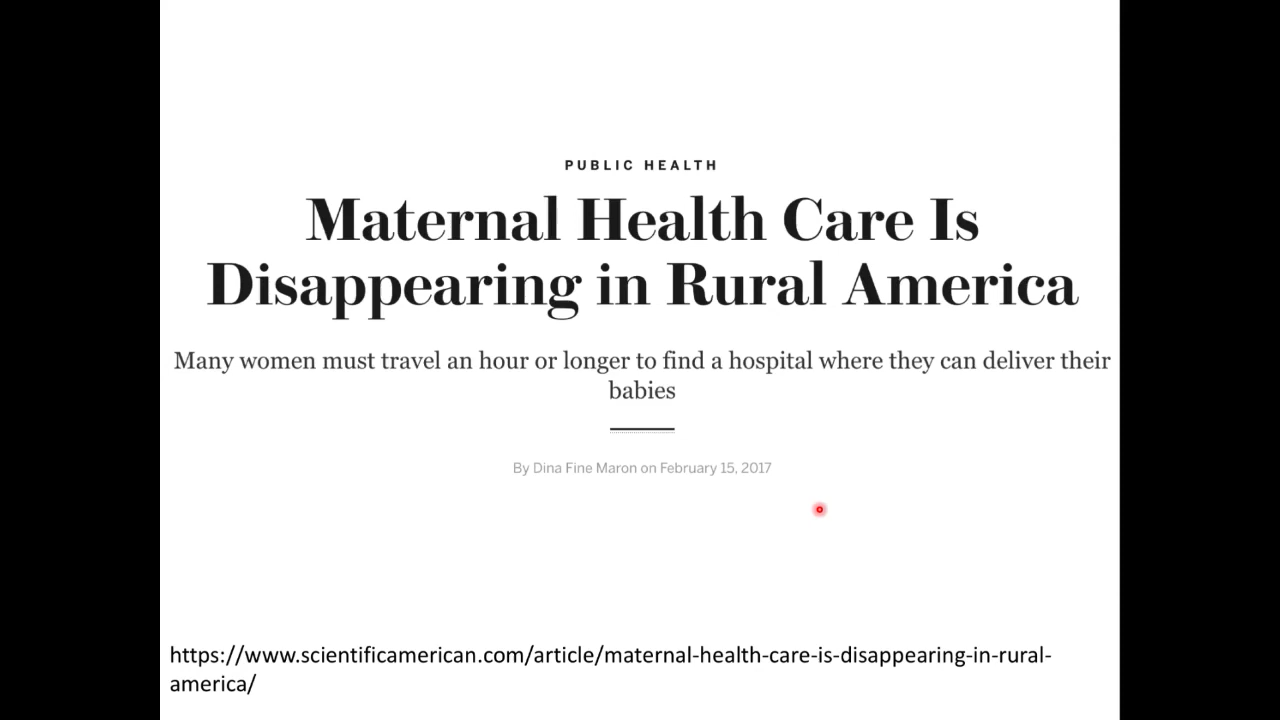 PUBLIC HEALTH
Maternal Health Care Is
Disappearing in Rural America
Many women must travel an hour or longer to find a hospital where they can deliver their
babies
By Dina Fine Maron on February 15, 2017
https://www.scientificamerican.com/article/maternal-health-care-is-disappearing-in-rural-
america/